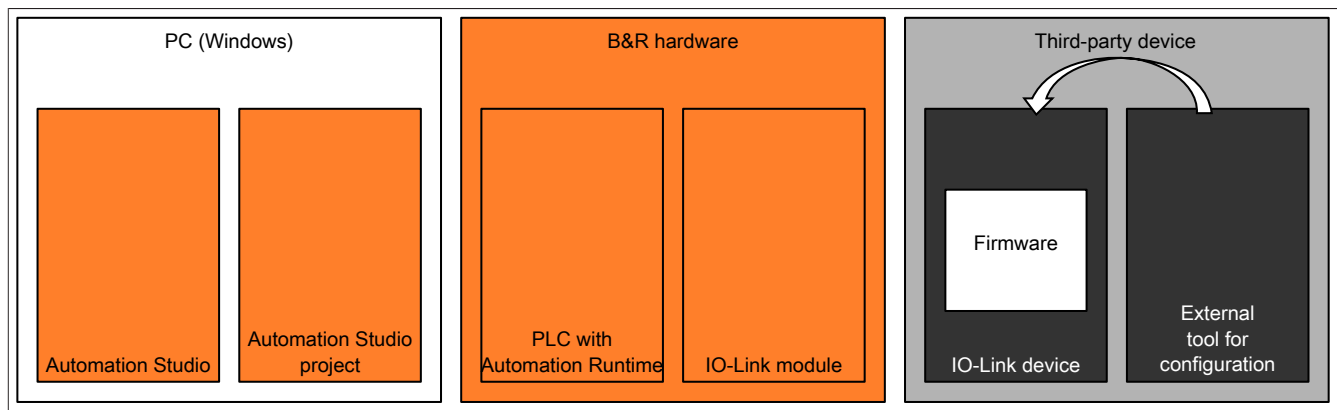 PC (Windows)
B&R hardware
Third-party device
Firmware
Automation Studio
Automation Studio
project
PLC with
Automation Runtime
IO-Link module
IO-Link device
External
tool for
configuration